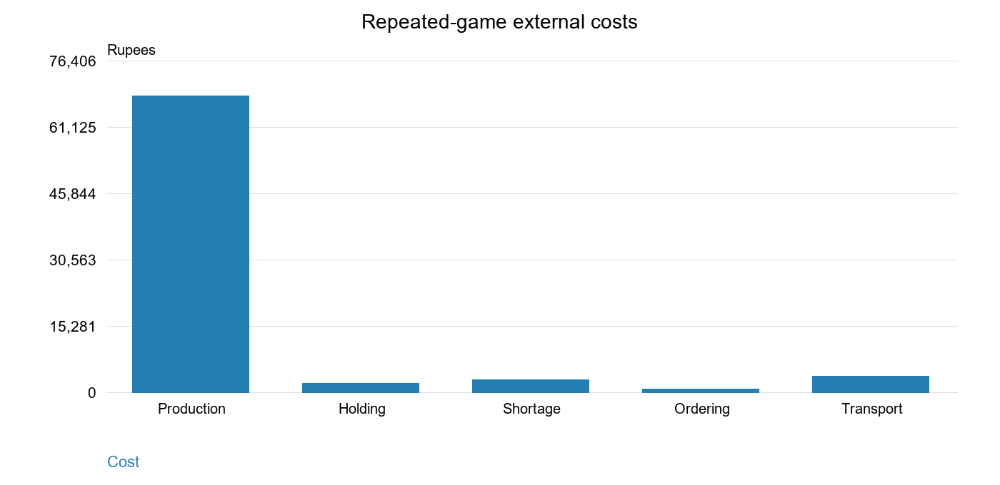 Repeated-game external costs
Rupees
76,406
61,125
45,844
30,563
15,281
0
Production Holding Shortage Ordering Transport
Cost